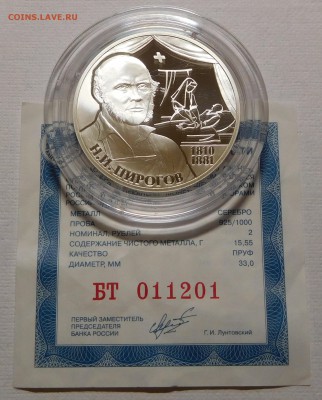 COINS.LAVE.RU
Н.И. ПИРОГОВ
1810
1881
МЕТАЛЛ СЕРЕБРО
ПРОБА 925/1000
НОМИНАЛ, РУБЛЕЙ 2
СОДЕРЖАНИЕ ЧИСТОГО МЕТАЛЛА, Г 15,55
КАЧЕСТВО ПРУФ
ДИАМЕТР, ММ 33,0
БТ 011201
ПЕРВЫЙ ЗАМЕСТИТЕЛЬ
ПРЕДСЕДАТЕЛЯ
БАНКА РОССИИ
Г.И. Лунтовский